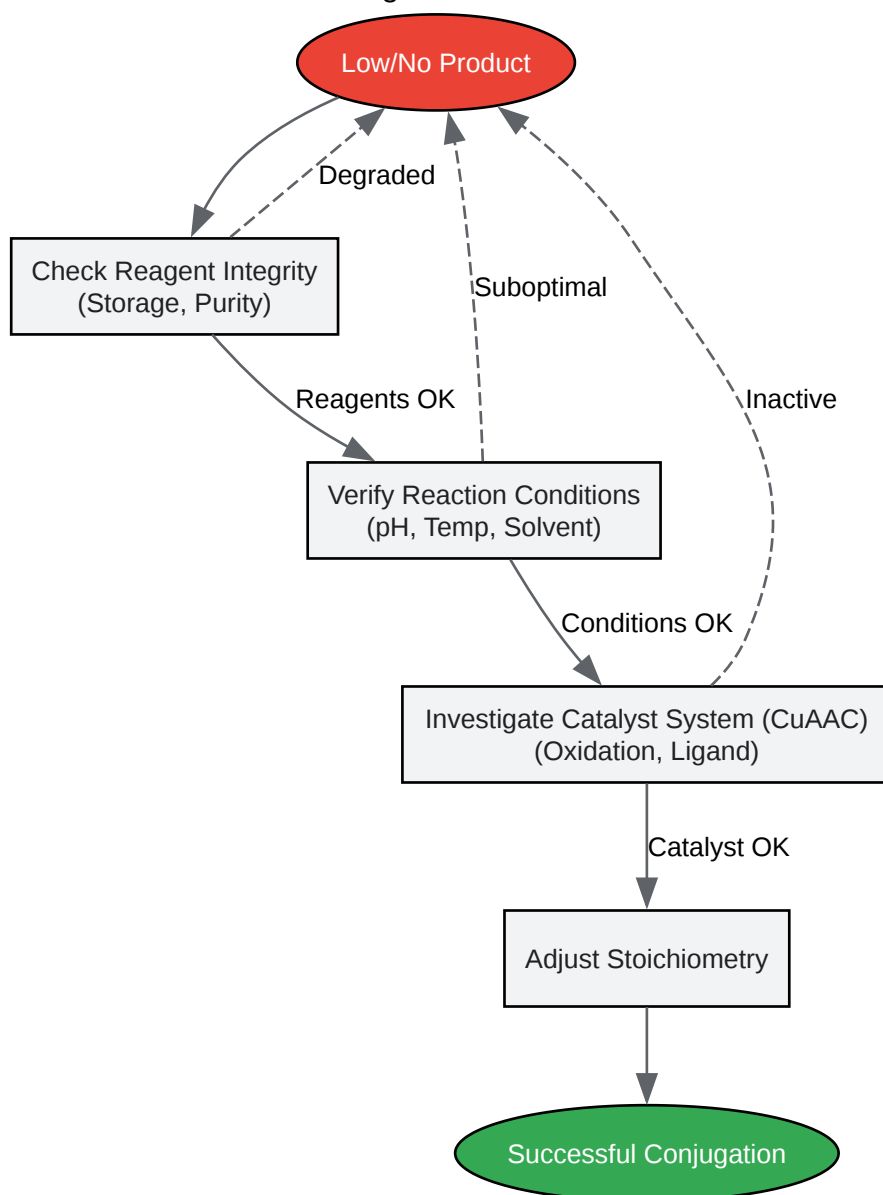 Low/No Product
Degraded
Check Reagent Integrity
(Storage, Purity)
Suboptimal
Reagents OK
Inactive
Verify Reaction Conditions
(pH, Temp, Solvent)
Conditions OK
Investigate Catalyst System (CuAAC)
(Oxidation, Ligand)
Catalyst OK
Adjust Stoichiometry
Successful Conjugation